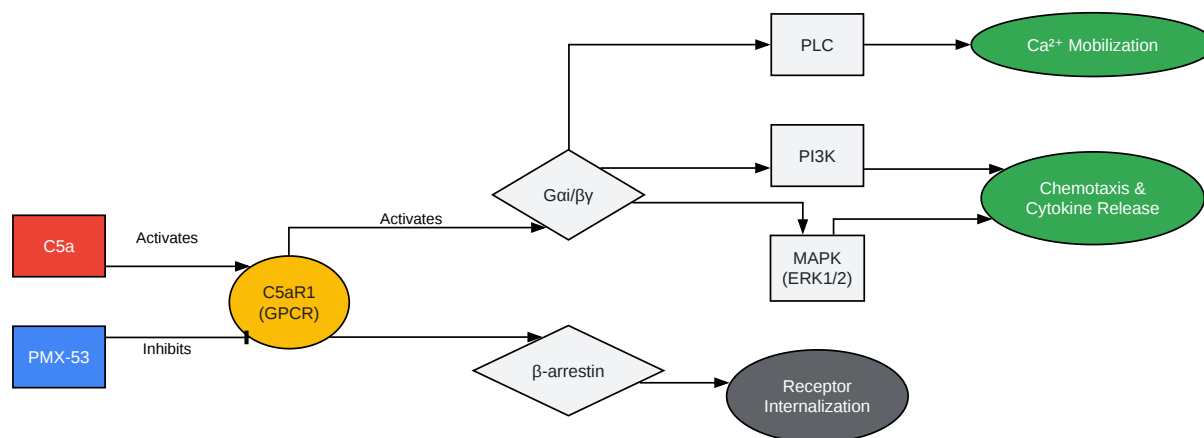 PLC
Ca²⁺ Mobilization
PI3K
Chemotaxis &
Cytokine Release
Gαi/βγ
Activates
C5a
Activates
MAPK
(ERK1/2)
C5aR1
(GPCR)
PMX-53
Inhibits
β-arrestin
Receptor
Internalization